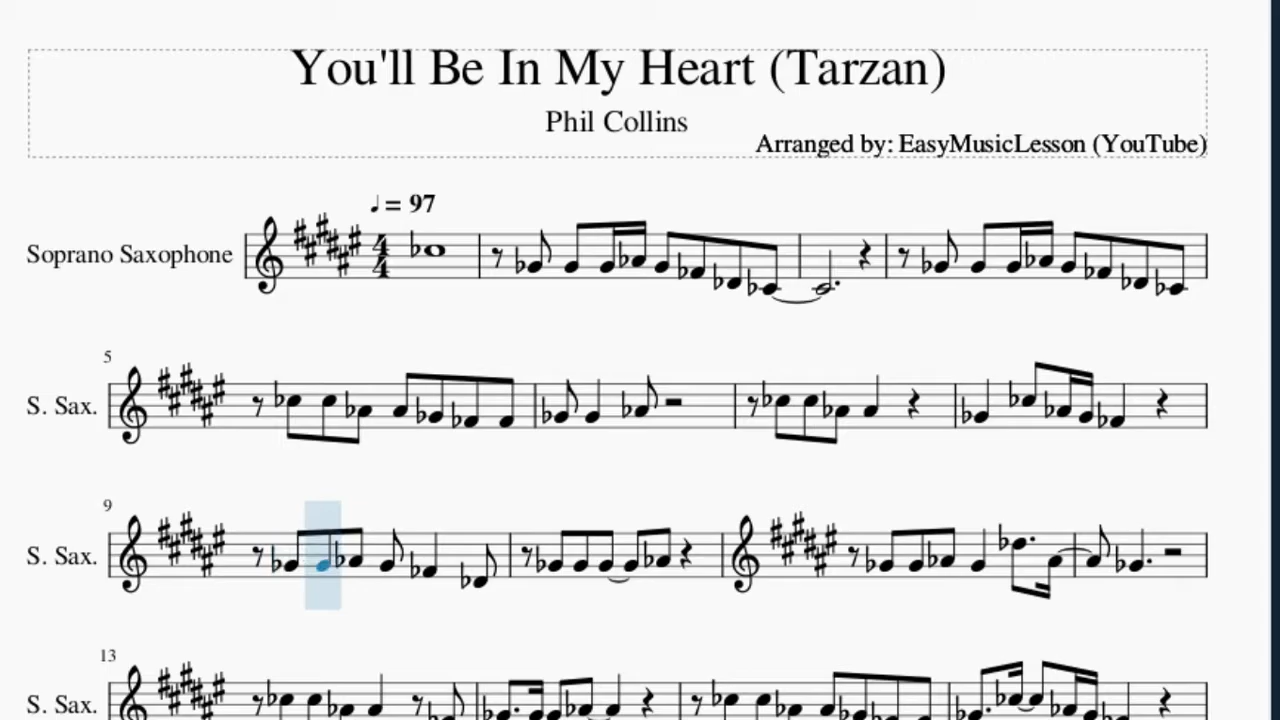 You'll Be In My Heart (Tarzan)
Phil Collins
Arranged by: EasyMusicLesson (YouTube)
♩ = 97
Soprano Saxophone
4
4
5
S. Sax.
9
S. Sax.
13
S. Sax.